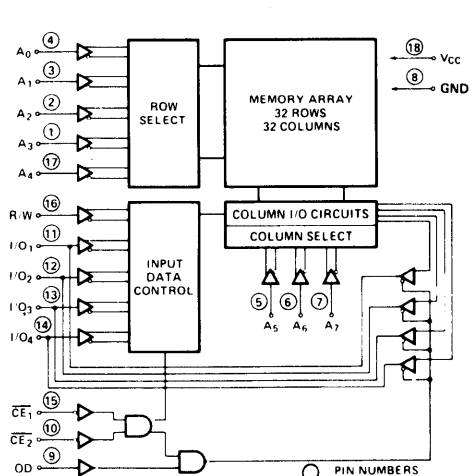 ④
A₀
③
A₁
②
A₂
①
A₃
⑰
A₄
ROW
SELECT
MEMORY ARRAY
32 ROWS
32 COLUMNS
⑱
VCC
⑧
GND
⑯
R/W
⑪
I/O₁
⑫
I/O₂
⑬
I/O₃
⑭
I/O₄
INPUT
DATA
CONTROL
COLUMN I/O CIRCUITS
COLUMN SELECT
⑤
⑥
⑦
A₅
A₆
A₇
⑮
CE₁
⑩
CE₂
⑨
OD
PIN NUMBERS